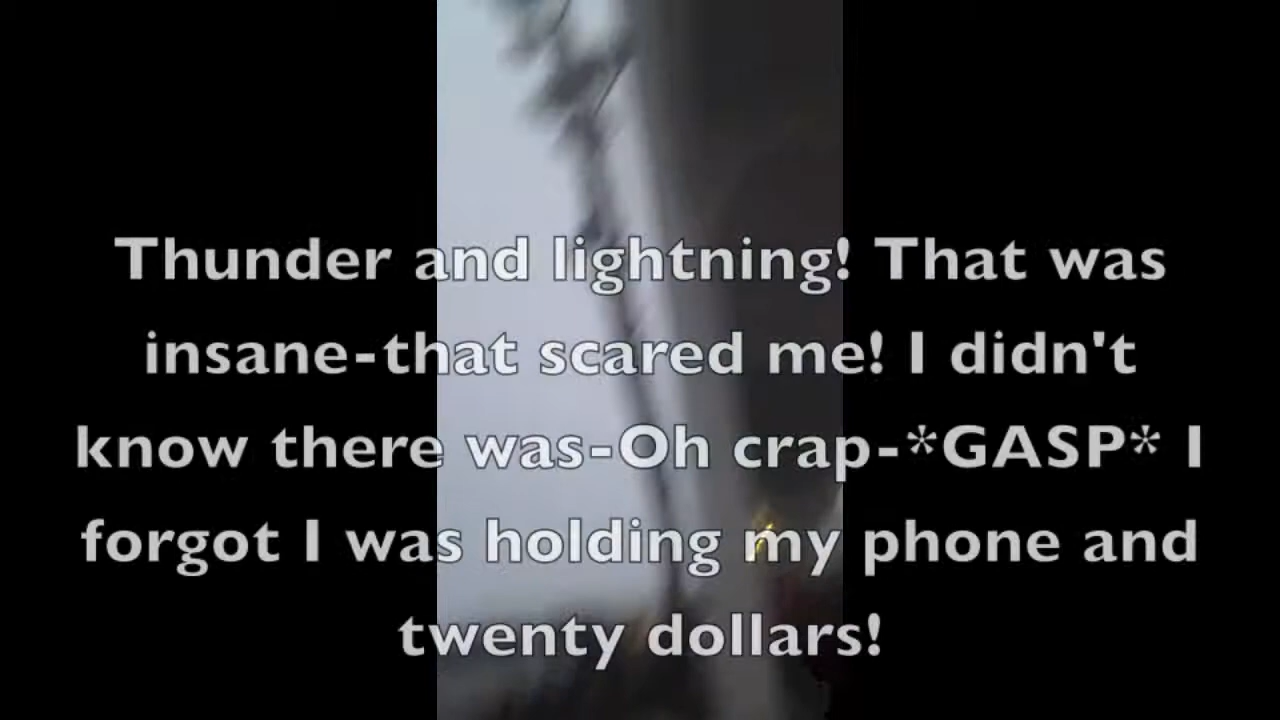 Thunder and lightning! That was
insane-that scared me! I didn't
know there was-Oh crap-*GASP* I
forgot I was holding my phone and
twenty dollars!